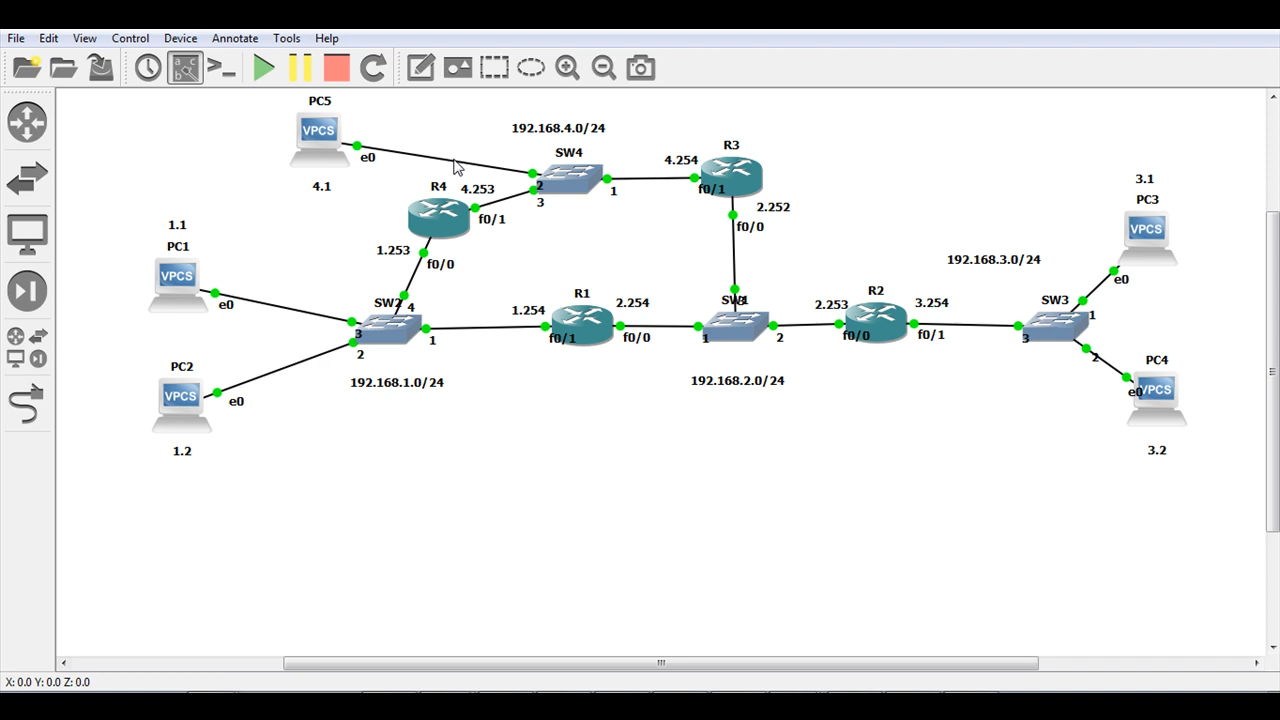 File Edit View Control Device Annotate Tools Help
PC5
VPCS
e0
4.1
192.168.4.0/24
SW4
2
3
1
4.254
R3
f0/1
2.252
f0/0
R4
4.253
f0/1
1.253
f0/0
3.1
PC3
VPCS
e0
1.1
PC1
VPCS
e0
192.168.3.0/24
SW2
4
3
2
1
1.254
R1
2.254
f0/1
f0/0
1
2
2.253
R2
3.254
f0/0
f0/1
SW3
1
3
2
PC2
VPCS
e0
1.2
192.168.1.0/24
192.168.2.0/24
PC4
e0
VPCS
3.2
X: 0.0 Y: 0.0 Z: 0.0